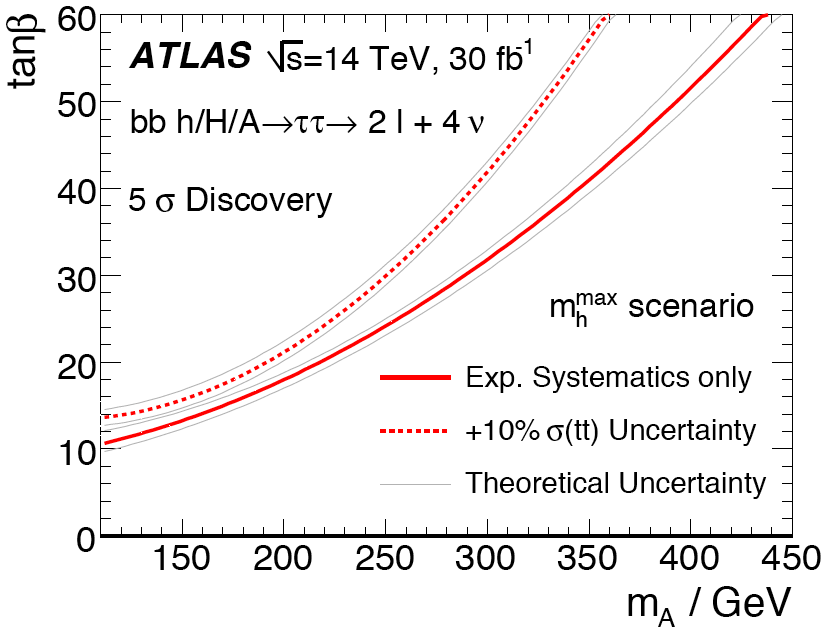 tanβ
60
50
40
30
20
10
0
ATLAS √s=14 TeV, 30 fb⁻¹
bb h/H/A→ττ→ 2 l + 4 ν
5 σ Discovery
m_h^max scenario
Exp. Systematics only
+10% σ(tt) Uncertainty
Theoretical Uncertainty
150 200 250 300 350 400 450
m_A / GeV